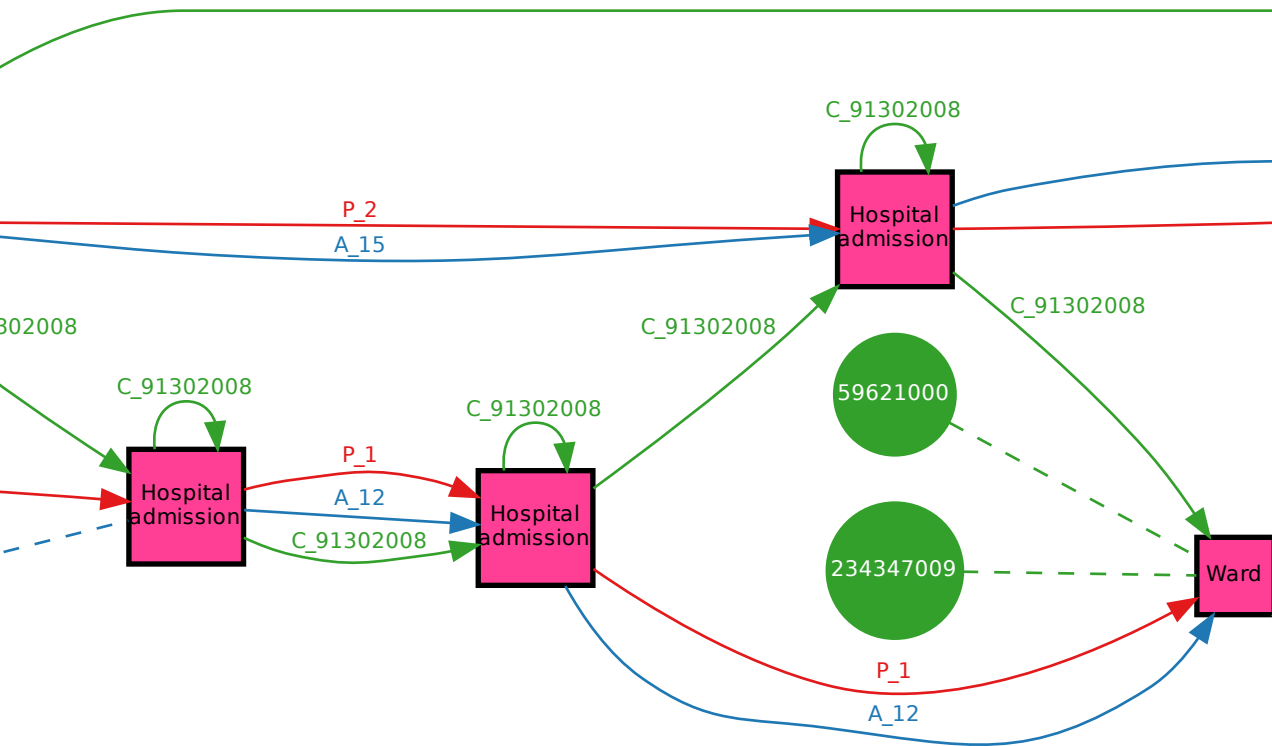 C_91302008
Hospital
admission
P_2
A_15
C_91302008
C_91302008
302008
C_91302008
59621000
C_91302008
P_1
A_12
Hospital
admission
C_91302008
Hospital
admission
234347009
Ward
P_1
A_12